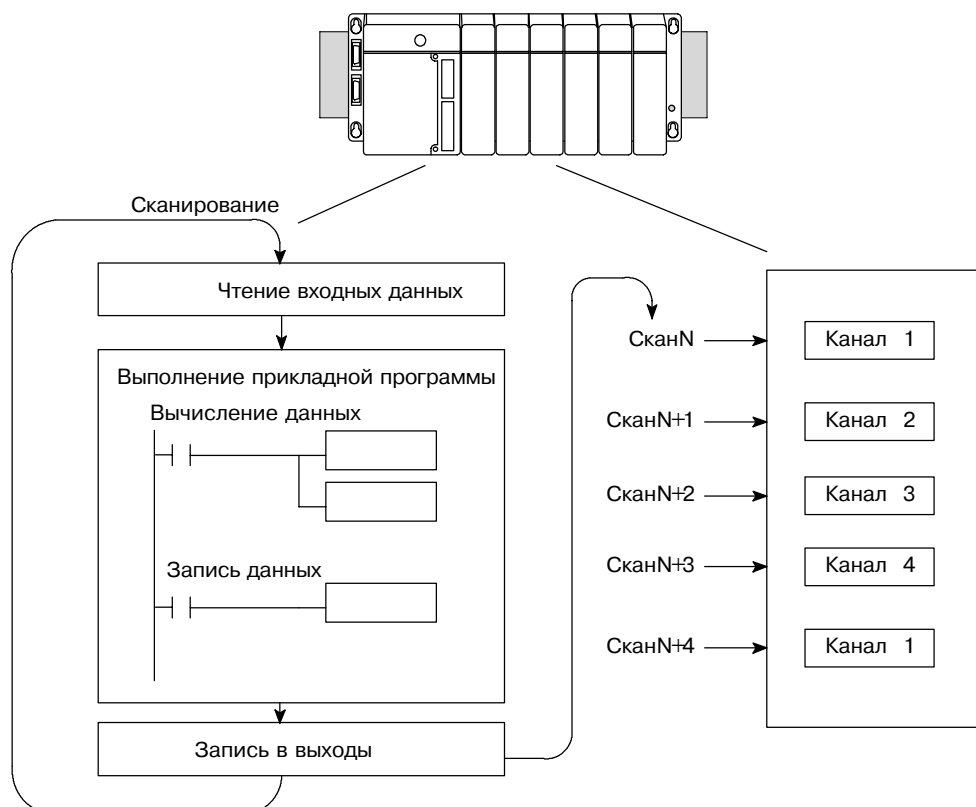 Сканирование
Чтение входных данных
Выполнение прикладной программы
Вычисление данных
Запись данных
Запись в выходы
СканN
Канал 1
СканN+1
Канал 2
СканN+2
Канал 3
СканN+3
Канал 4
СканN+4
Канал 1